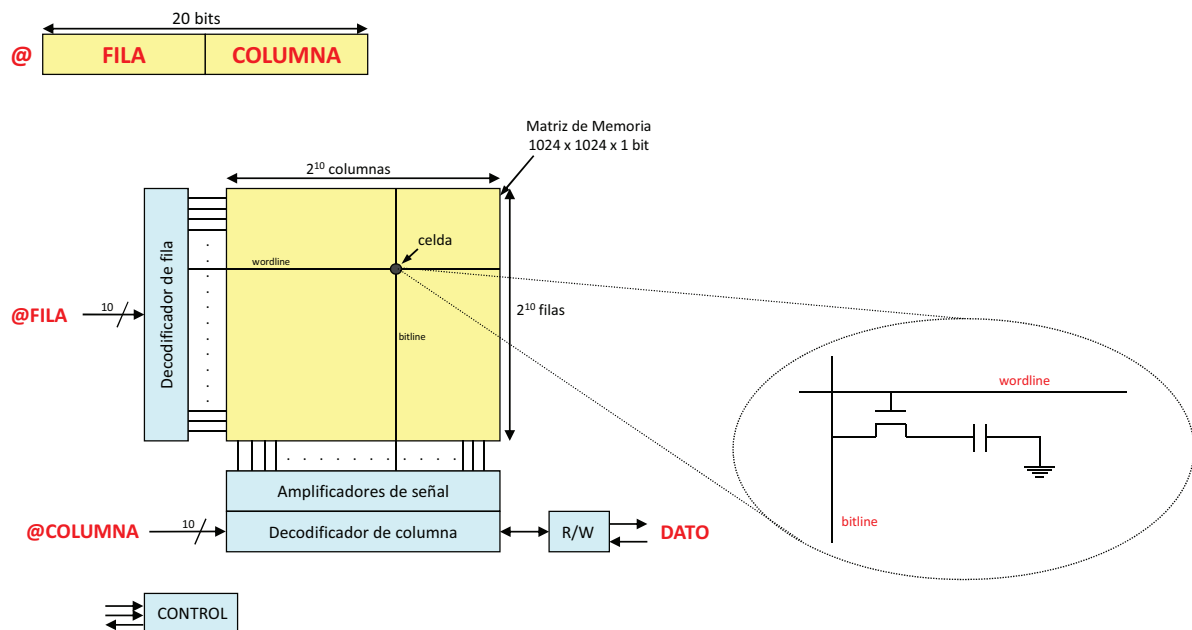 20 bits
@ FILA COLUMNA
Matriz de Memoria
1024 x 1024 x 1 bit
2¹⁰ columnas
celda
wordline
Decodificador de fila
2¹⁰ filas
@FILA
10
bitline
wordline
Amplificadores de señal
@COLUMNA
10
Decodificador de columna
R/W
DATO
bitline
CONTROL